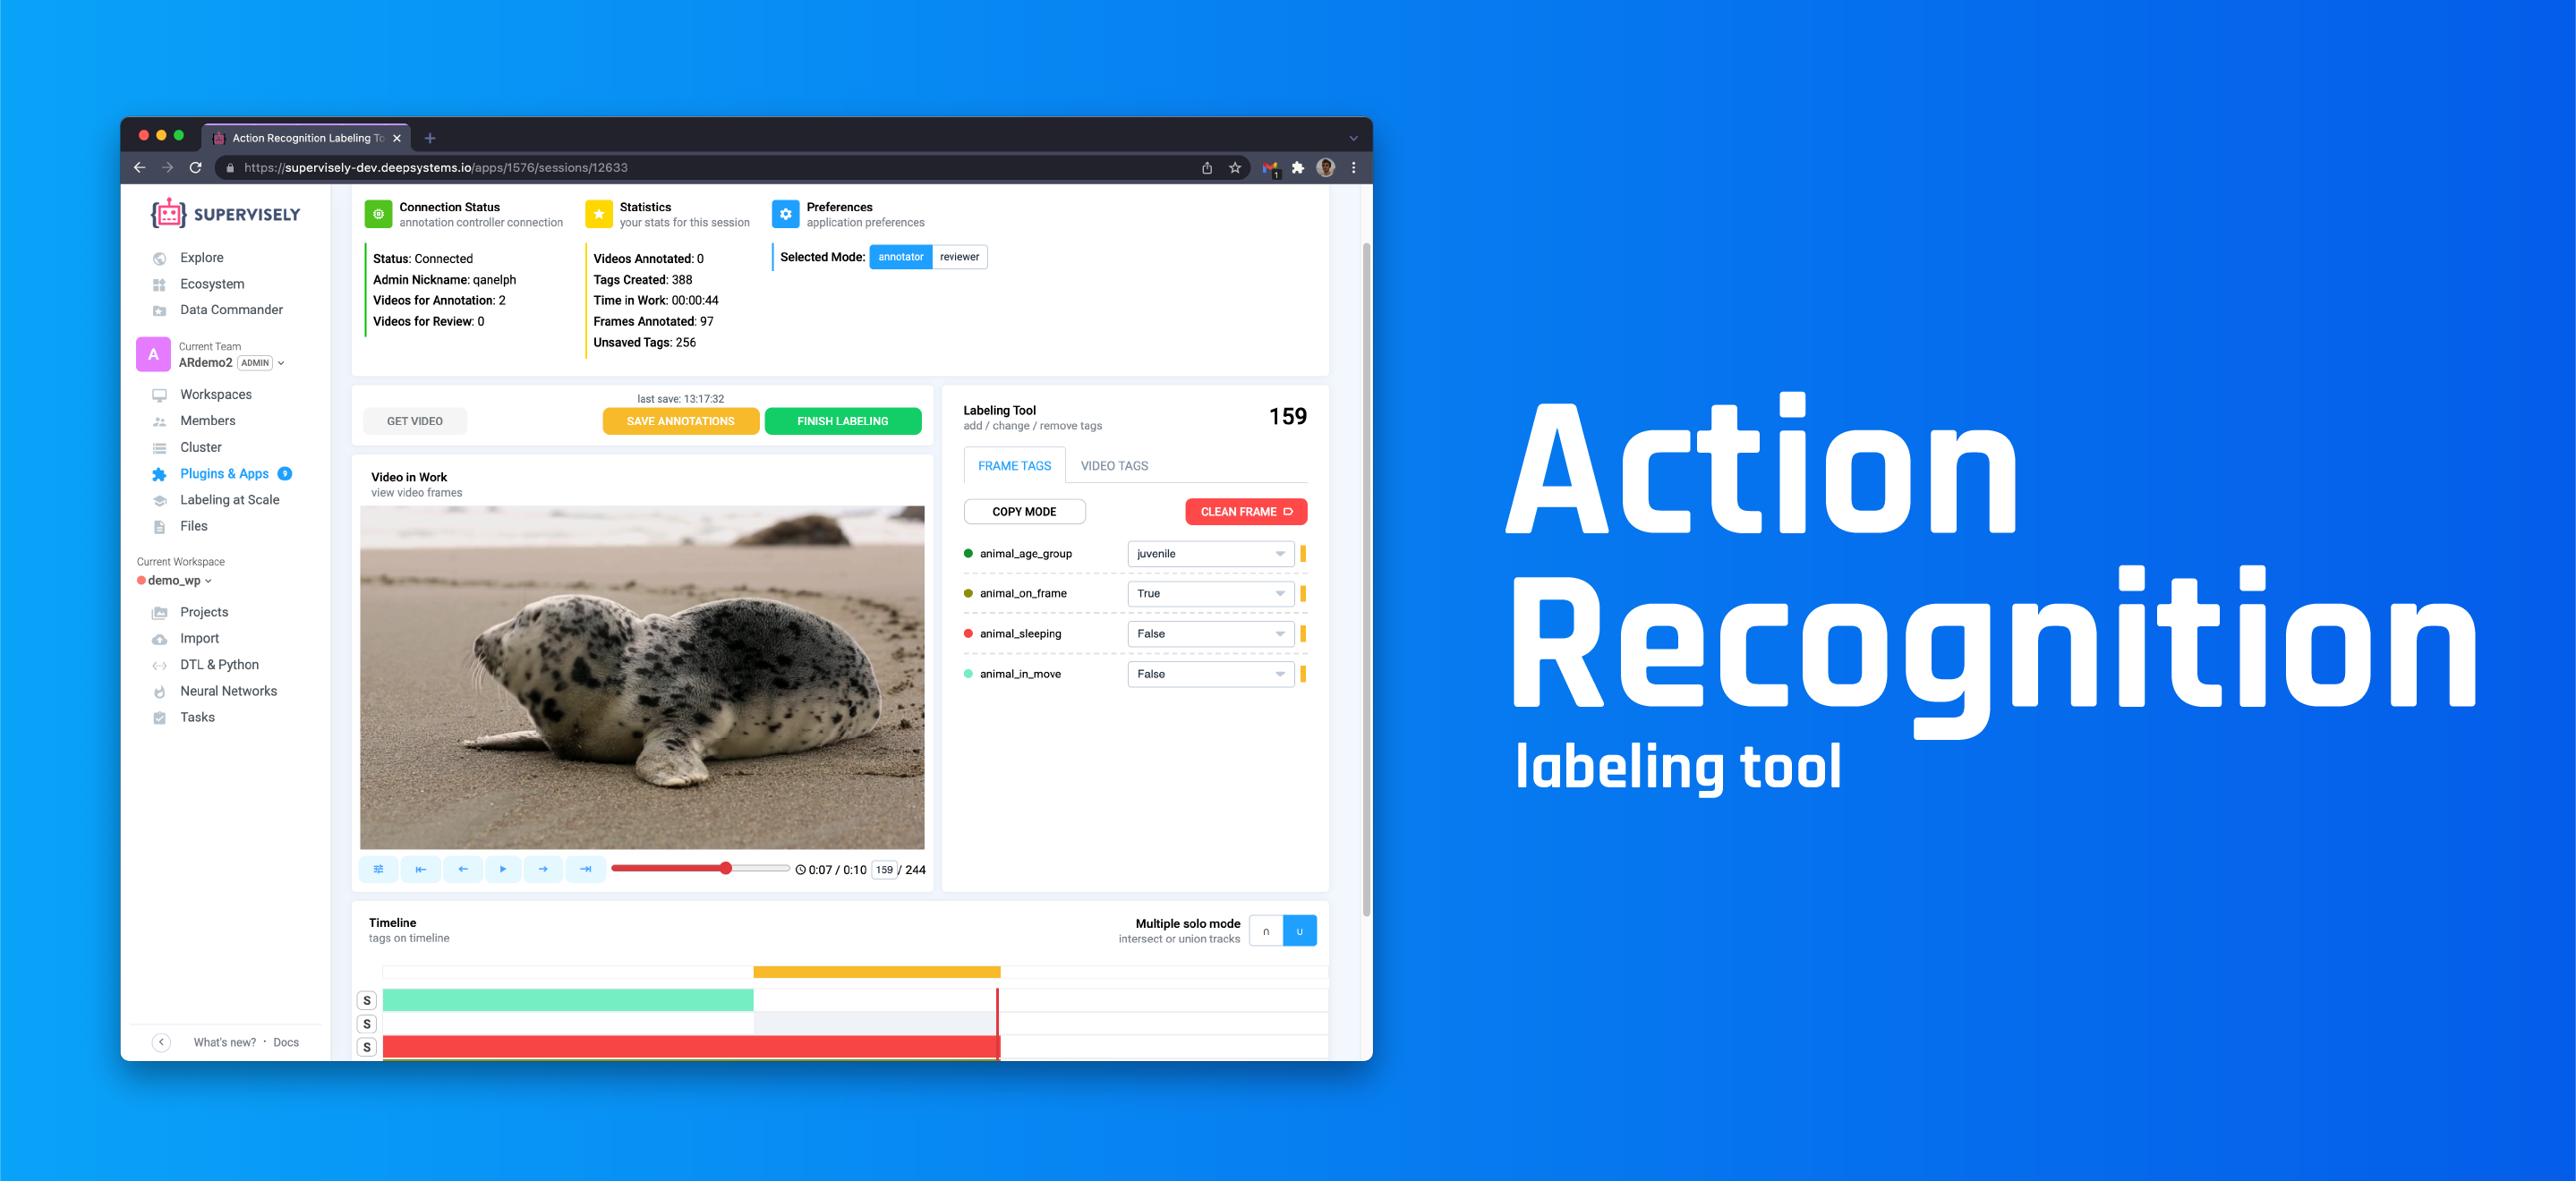 Action Recognition Labeling To
https://supervisely-dev.deepsystems.io/apps/1576/sessions/12633
1
SUPERVISELY
Explore
Ecosystem
Data Commander
A
Current Team
ARdemo2 ADMIN
Workspaces
Members
Cluster
Plugins & Apps 9
Labeling at Scale
Files
Current Workspace
demo_wp
Projects
Import
DTL & Python
Neural Networks
Tasks
What's new? · Docs
Connection Status
annotation controller connection
Status: Connected
Admin Nickname: qanelph
Videos for Annotation: 2
Videos for Review: 0
Statistics
your stats for this session
Videos Annotated: 0
Tags Created: 388
Time in Work: 00:00:44
Frames Annotated: 97
Unsaved Tags: 256
Preferences
application preferences
Selected Mode: annotator reviewer
last save: 13:17:32
GET VIDEO SAVE ANNOTATIONS FINISH LABELING
Video in Work
view video frames
0:07 / 0:10 159 / 244
Labeling Tool 159
add / change / remove tags
FRAME TAGS VIDEO TAGS
COPY MODE CLEAN FRAME
animal_age_group juvenile
animal_on_frame True
animal_sleeping False
animal_in_move False
Timeline
tags on timeline
Multiple solo mode
intersect or union tracks
∩ ∪
S
S
S
Action
Recognition
labeling tool